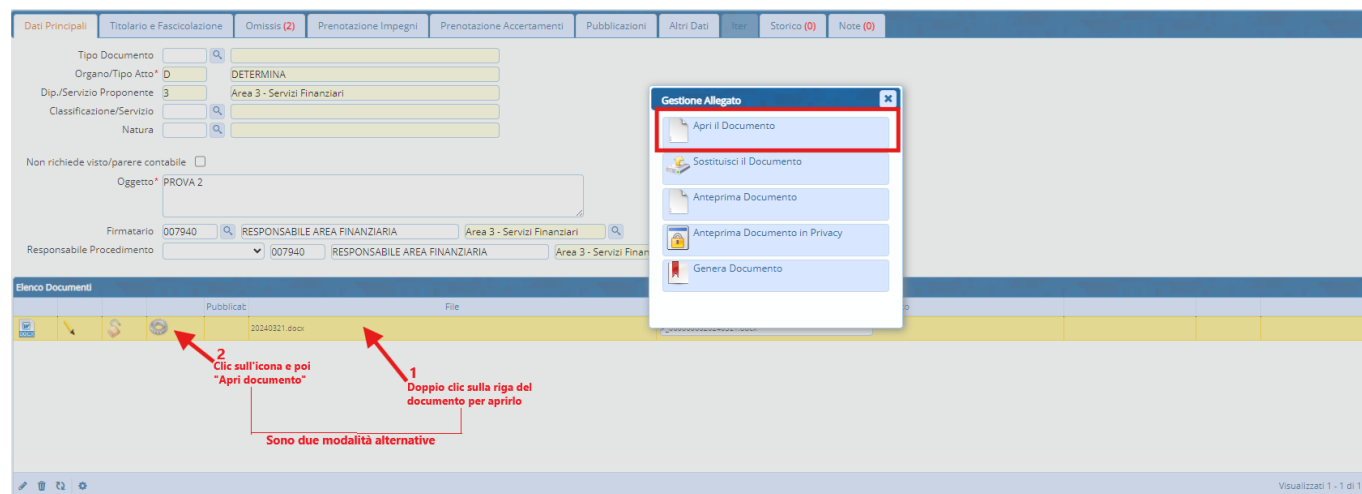 Dati Principali Titolario e Fascicolazione Omissis (2) Prenotazione Impegni Prenotazione Accertamenti Pubblicazioni Altri Dati Iter Storico (0) Note (0)
Tipo Documento
Organo/Tipo Atto* D DETERMINA
Dip./Servizio Proponente 3 Area 3 - Servizi Finanziari
Classificazione/Servizio
Natura
Non richiede visto/parere contabile
Oggetto* PROVA 2
Firmatario 007940 RESPONSABILE AREA FINANZIARIA Area 3 - Servizi Finanziari
Responsabile Procedimento 007940 RESPONSABILE AREA FINANZIARIA Area 3 - Servizi Finan
Gestione Allegato
Apri il Documento
Sostituisci il Documento
Anteprima Documento
Anteprima Documento in Privacy
Genera Documento
Elenco Documenti
Pubblicat File
DOCX 20240321.docx
2
Clic sull'icona e poi
"Apri documento"
1
Doppio clic sulla riga del
documento per aprirlo
Sono due modalità alternative
Visualizzati 1 - 1 di 1